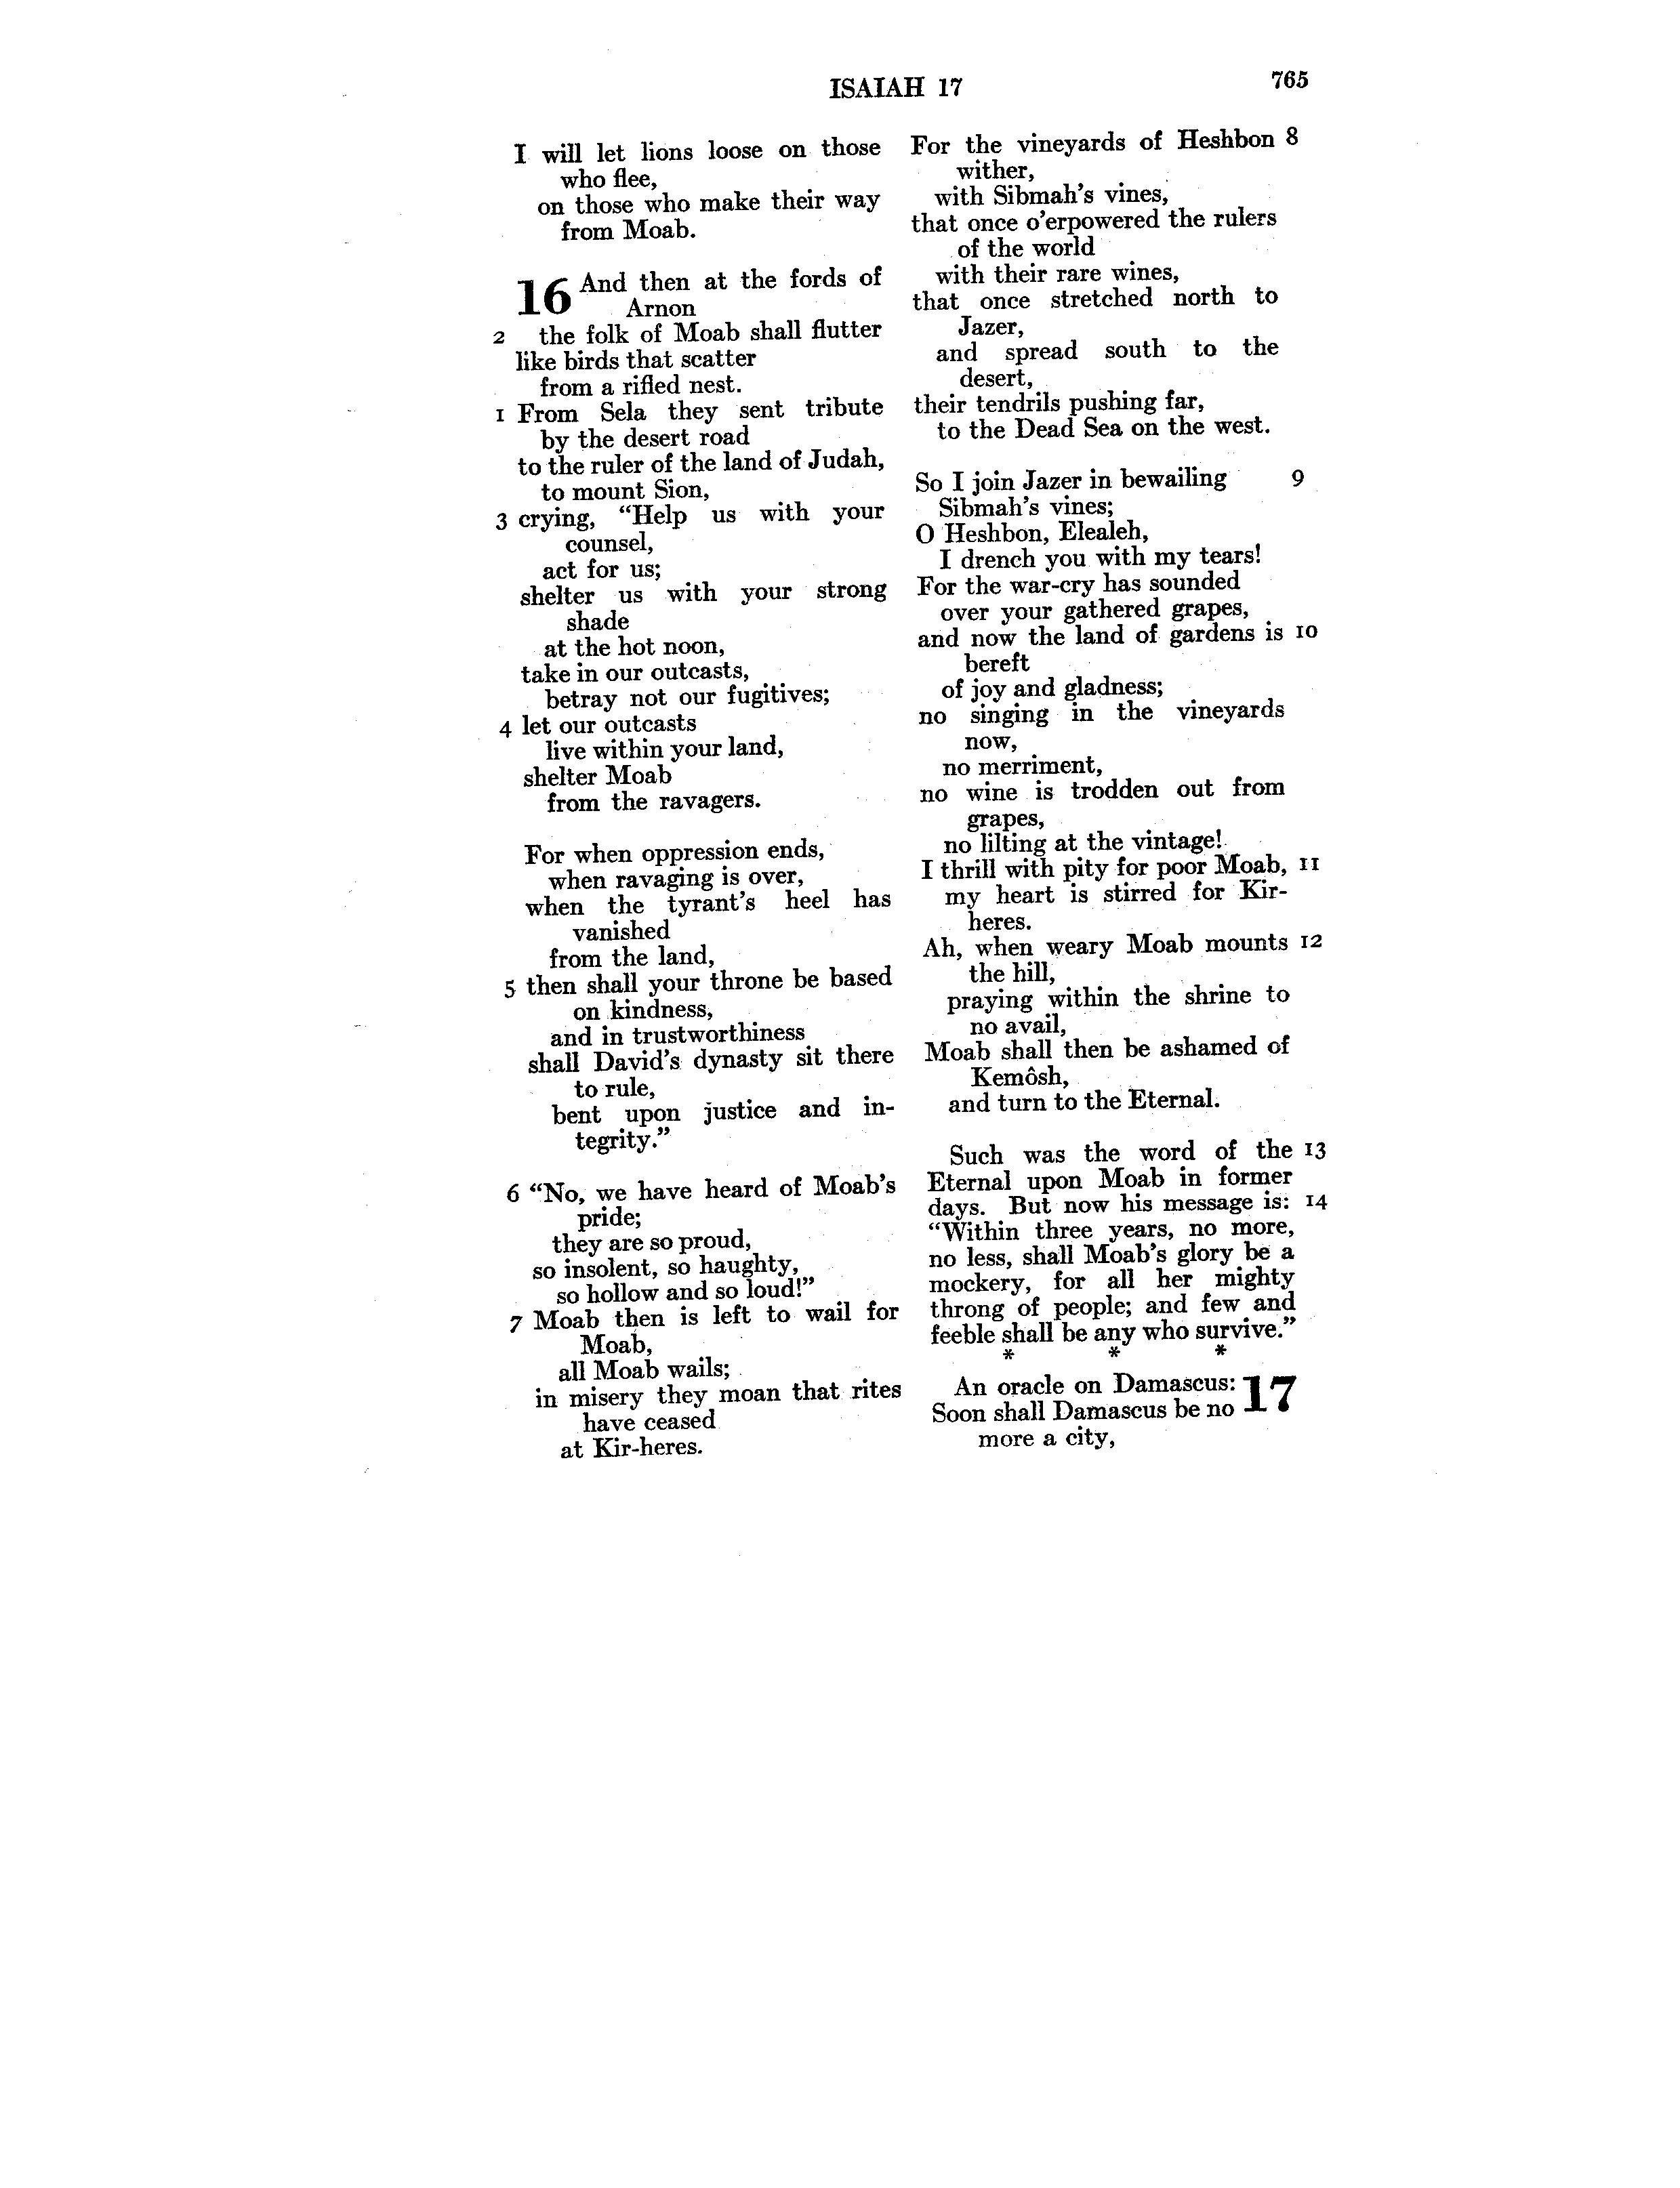 ISAIAH 17
765
I will let lions loose on those
who flee,
on those who make their way
from Moab.
16 And then at the fords of
Arnon
2 the folk of Moab shall flutter
like birds that scatter
from a rifled nest.
1 From Sela they sent tribute
by the desert road
to the ruler of the land of Judah,
to mount Sion,
3 crying, “Help us with your
counsel,
act for us;
shelter us with your strong
shade
at the hot noon,
take in our outcasts,
betray not our fugitives;
4 let our outcasts
live within your land,
shelter Moab
from the ravagers.
For when oppression ends,
when ravaging is over,
when the tyrant’s heel has
vanished
from the land,
5 then shall your throne be based
on kindness,
and in trustworthiness
shall David’s dynasty sit there
to rule,
bent upon justice and in-
tegrity.”
6 “No, we have heard of Moab’s
pride;
they are so proud,
so insolent, so haughty,
so hollow and so loud!”
7 Moab then is left to wail for
Moab,
all Moab wails;
in misery they moan that rites
have ceased
at Kir-heres.
For the vineyards of Heshbon 8
wither,
with Sibmah’s vines,
that once o’erpowered the rulers
of the world
with their rare wines,
that once stretched north to
Jazer,
and spread south to the
desert,
their tendrils pushing far,
to the Dead Sea on the west.
So I join Jazer in bewailing 9
Sibmah’s vines;
O Heshbon, Elealeh,
I drench you with my tears!
For the war-cry has sounded
over your gathered grapes,
and now the land of gardens is 10
bereft
of joy and gladness;
no singing in the vineyards
now,
no merriment,
no wine is trodden out from
grapes,
no lilting at the vintage!
I thrill with pity for poor Moab, 11
my heart is stirred for Kir-
heres.
Ah, when weary Moab mounts 12
the hill,
praying within the shrine to
no avail,
Moab shall then be ashamed of
Kemôsh,
and turn to the Eternal.
Such was the word of the 13
Eternal upon Moab in former
days. But now his message is: 14
“Within three years, no more,
no less, shall Moab’s glory be a
mockery, for all her mighty
throng of people; and few and
feeble shall be any who survive.”
* * *
An oracle on Damascus: 17
Soon shall Damascus be no
more a city,